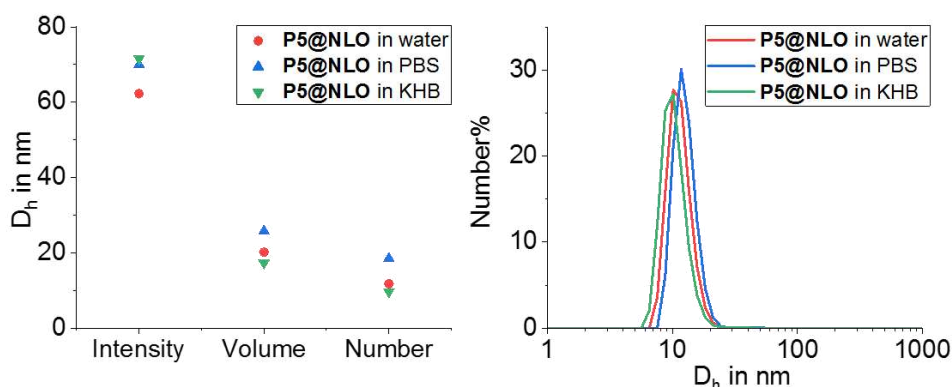 80
60
40
20
0
D_h in nm
P5@NLO in water
P5@NLO in PBS
P5@NLO in KHB
Intensity Volume Number
30
20
10
0
Number%
P5@NLO in water
P5@NLO in PBS
P5@NLO in KHB
1 10 100 1000
D_h in nm